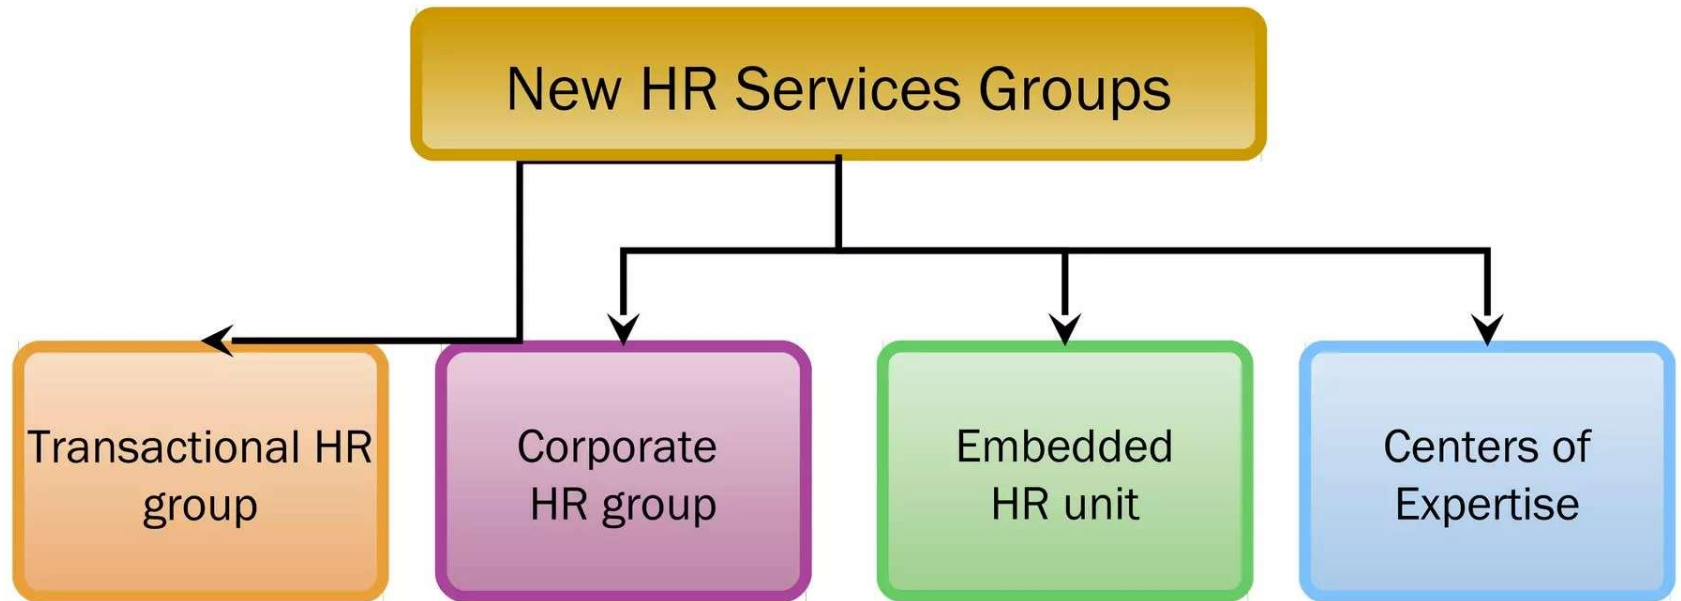 New HR Services Groups
Transactional HR
group
Corporate
HR group
Embedded
HR unit
Centers of
Expertise